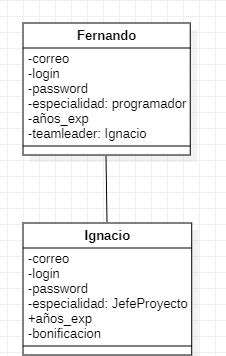 Fernando
-correo
-login
-password
-especialidad: programador
-años_exp
-teamleader: Ignacio
Ignacio
-correo
-login
-password
-especialidad: JefeProyecto
+años_exp
-bonificacion